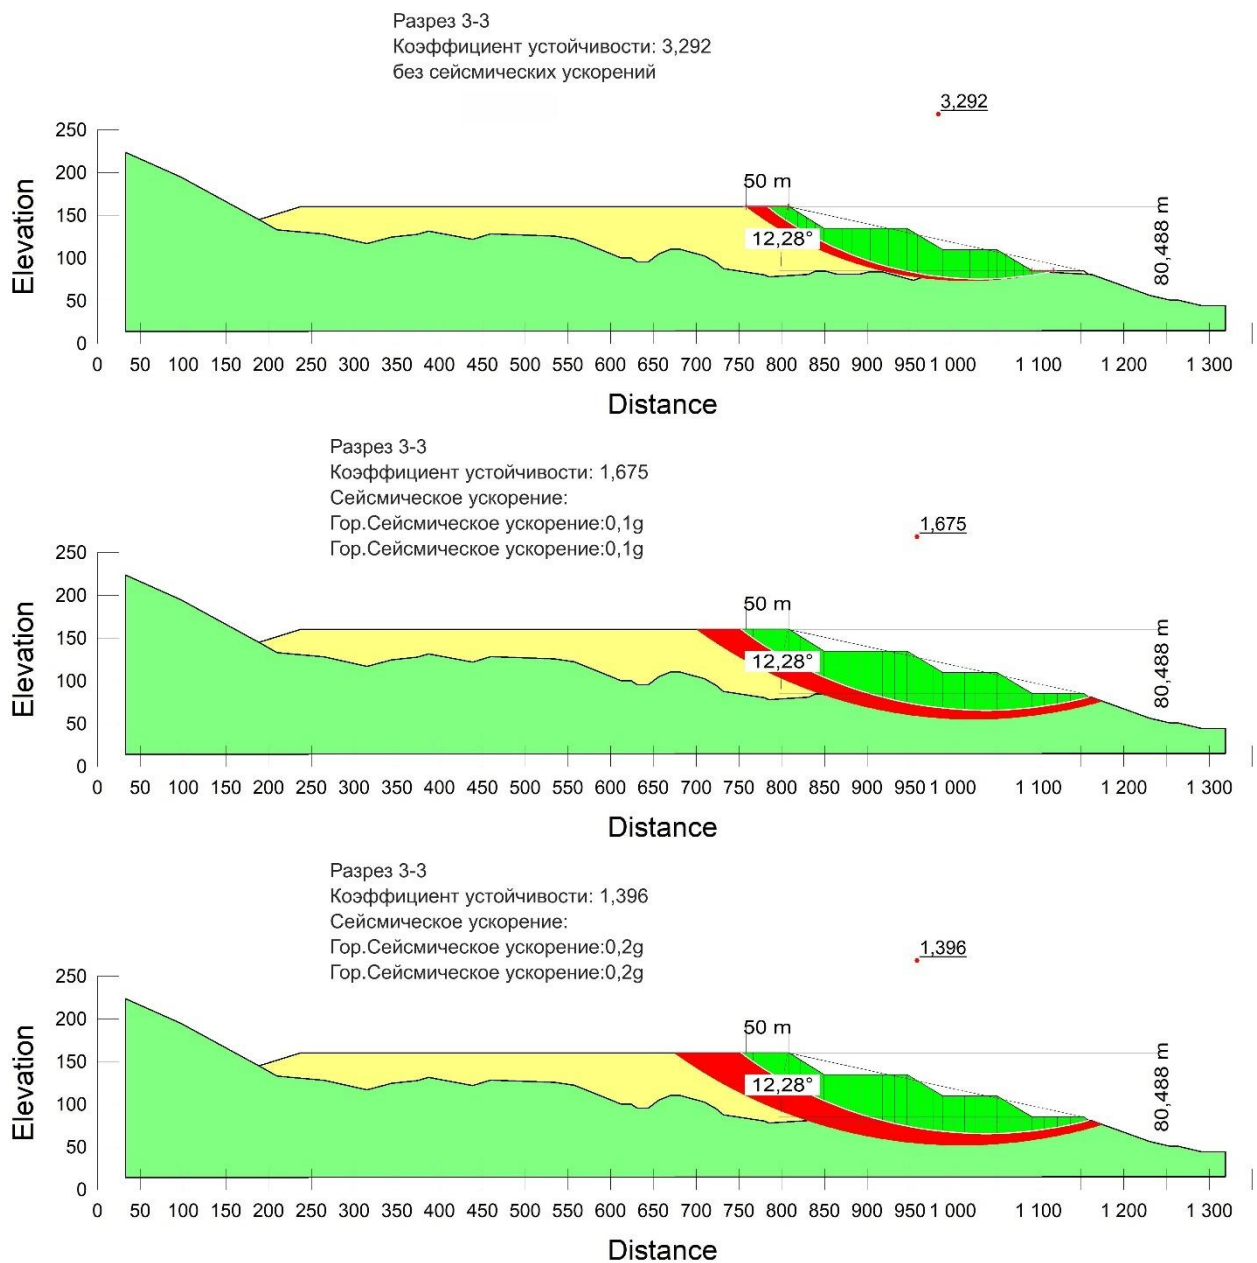 Разрез 3-3
Коэффициент устойчивости: 3,292
без сейсмических ускорений
3,292
250
200
150
100
50
0
Elevation
50 m
12,28°
80,488 m
0 50 100 150 200 250 300 350 400 450 500 550 600 650 700 750 800 850 900 950 1 000 1 100 1 200 1 300
Distance
Разрез 3-3
Коэффициент устойчивости: 1,675
Сейсмическое ускорение:
Гор.Сейсмическое ускорение:0,1g
Гор.Сейсмическое ускорение:0,1g
1,675
250
200
150
100
50
0
Elevation
50 m
12,28°
80,488 m
0 50 100 150 200 250 300 350 400 450 500 550 600 650 700 750 800 850 900 950 1 000 1 100 1 200 1 300
Distance
Разрез 3-3
Коэффициент устойчивости: 1,396
Сейсмическое ускорение:
Гор.Сейсмическое ускорение:0,2g
Гор.Сейсмическое ускорение:0,2g
1,396
250
200
150
100
50
0
Elevation
50 m
12,28°
80,488 m
0 50 100 150 200 250 300 350 400 450 500 550 600 650 700 750 800 850 900 950 1 000 1 100 1 200 1 300
Distance